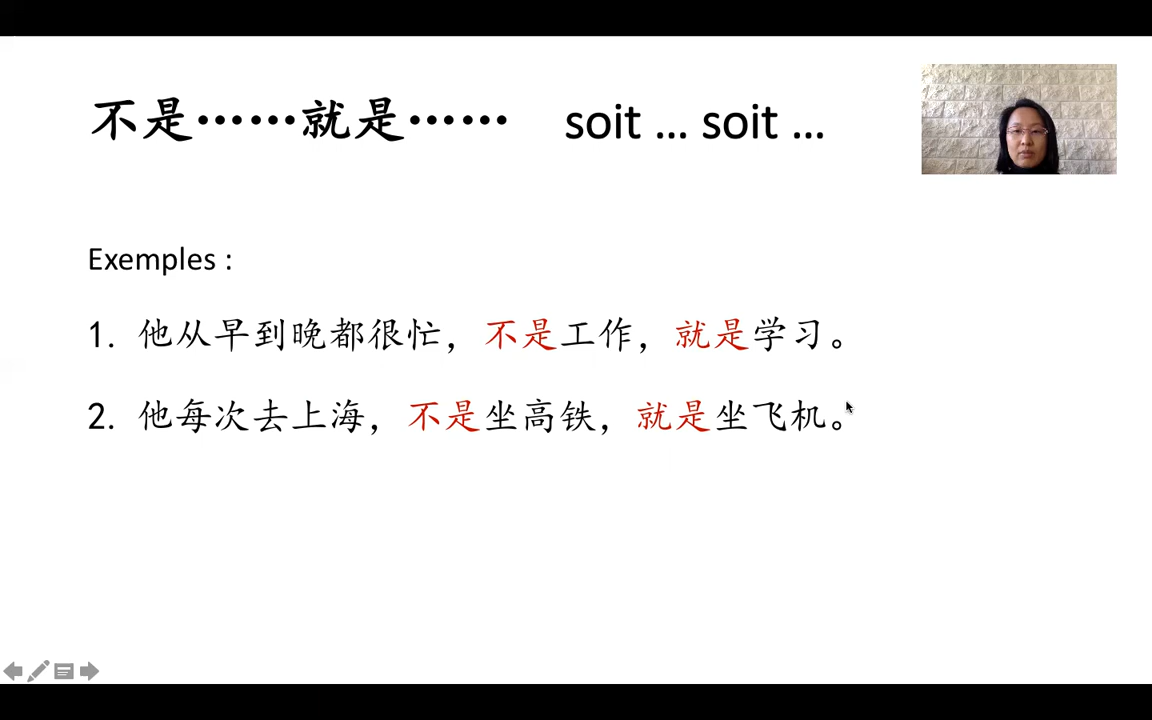 不是……就是…… soit ... soit ...
Exemples :
1. 他从早到晚都很忙，不是工作，就是学习。
2. 他每次去上海，不是坐高铁，就是坐飞机。